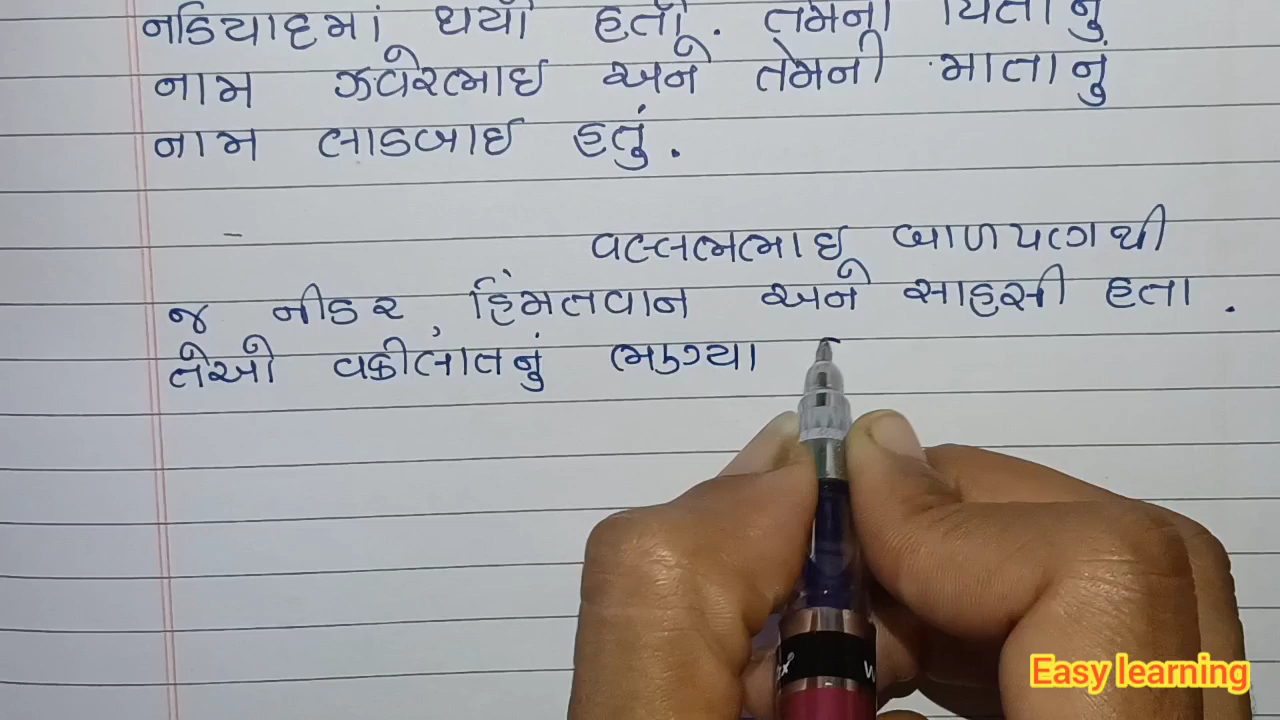 નડિયાદમાં થયો હતો. તેમના પિતાનું
નામ ઝવેરભાઈ અને તેમની માતાનું
નામ લાડબાઈ હતું.
વલ્લભભાઈ બાળપણથી
જ નીડર, હિંમતવાન અને સાહસી હતા.
તેઓ વકીલાતનું ભણ્યા
Easy learning